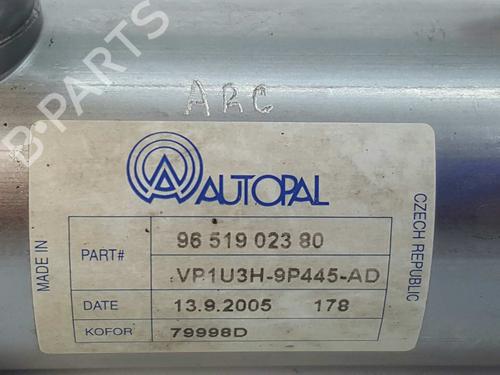 B-PARTS
ARC
AUTOPAL
MADE IN
CZECH REPUBLIC
PART# 96 519 023 80
VP1U3H-9P445-AD
DATE 13.9.2005 178
KOFOR 79998D